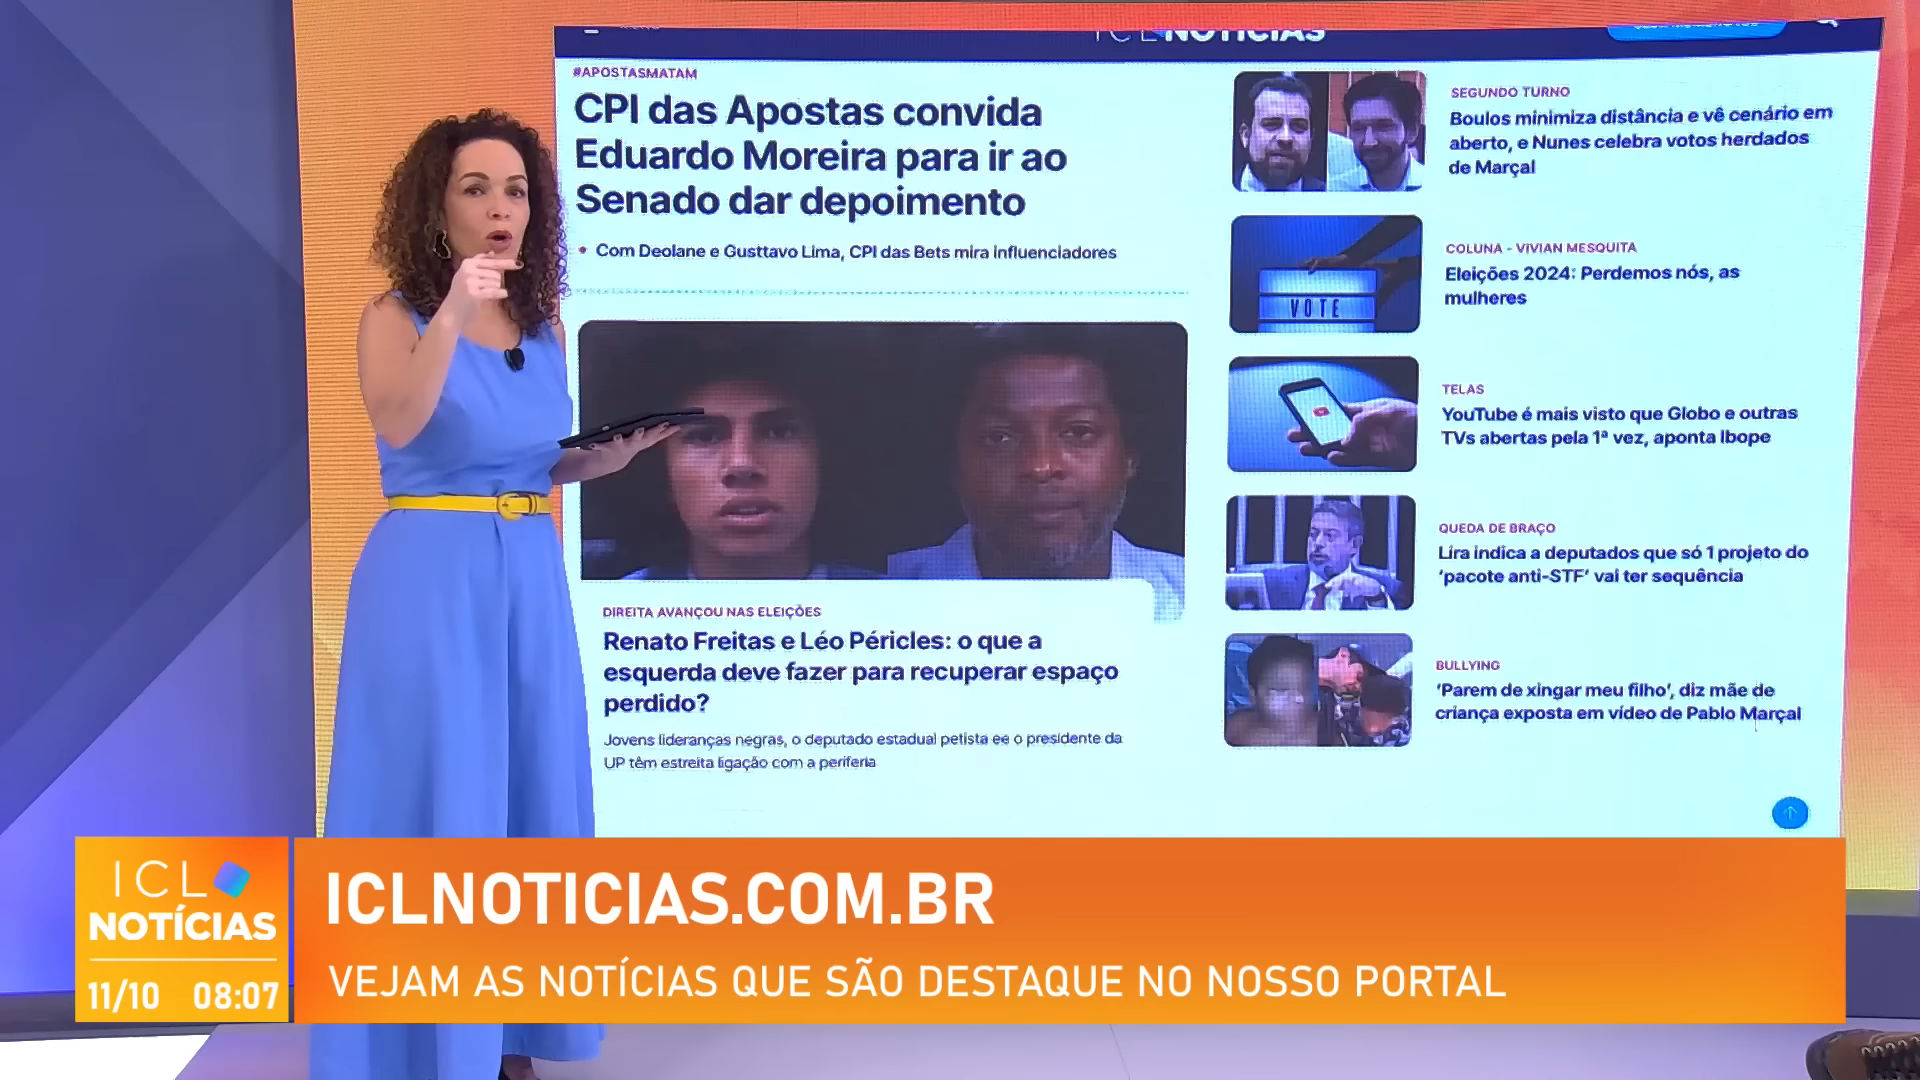 ICL NOTÍCIAS
#APOSTASMATAM
CPI das Apostas convida
Eduardo Moreira para ir ao
Senado dar depoimento
Com Deolane e Gusttavo Lima, CPI das Bets mira influenciadores
DIREITA AVANÇOU NAS ELEIÇÕES
Renato Freitas e Léo Péricles: o que a
esquerda deve fazer para recuperar espaço
perdido?
Jovens lideranças negras, o deputado estadual petista ee o presidente da
UP têm estreita ligação com a periferia
SEGUNDO TURNO
Boulos minimiza distância e vê cenário em
aberto, e Nunes celebra votos herdados
de Marçal
VOTE
COLUNA - VIVIAN MESQUITA
Eleições 2024: Perdemos nós, as
mulheres
TELAS
YouTube é mais visto que Globo e outras
TVs abertas pela 1ª vez, aponta Ibope
QUEDA DE BRAÇO
Lira indica a deputados que só 1 projeto do
'pacote anti-STF' vai ter sequência
BULLYING
'Parem de xingar meu filho', diz mãe de
criança exposta em vídeo de Pablo Marçal
ICL
NOTÍCIAS
11/10 08:07
ICLNOTICIAS.COM.BR
VEJAM AS NOTÍCIAS QUE SÃO DESTAQUE NO NOSSO PORTAL